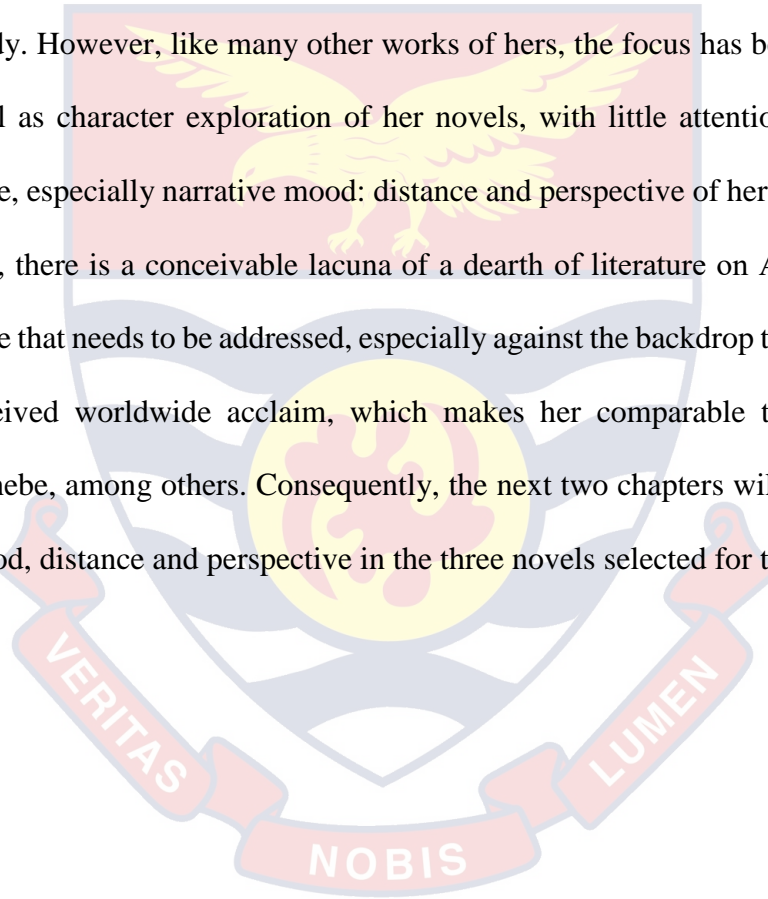 dy. However, like many other works of hers, the focus has be
l as character exploration of her novels, with little attentio
e, especially narrative mood: distance and perspective of her
, there is a conceivable lacuna of a dearth of literature on A
e that needs to be addressed, especially against the backdrop t
eived worldwide acclaim, which makes her comparable t
nebe, among others. Consequently, the next two chapters wil
od, distance and perspective in the three novels selected for t
VERITAS
NOBIS
LUMEN